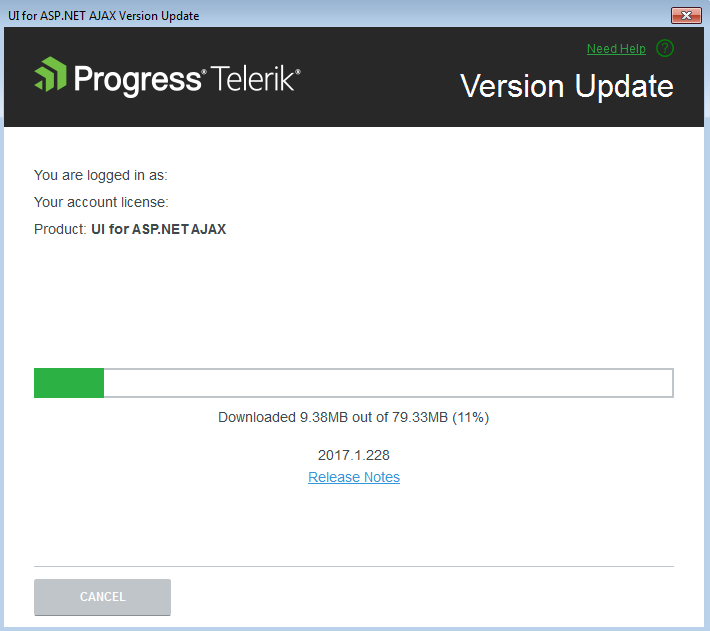 UI for ASP.NET AJAX Version Update
Need Help ?
Progress® Telerik®
Version Update
You are logged in as:
Your account license:
Product: UI for ASP.NET AJAX
Downloaded 9.38MB out of 79.33MB (11%)
2017.1.228
Release Notes
CANCEL